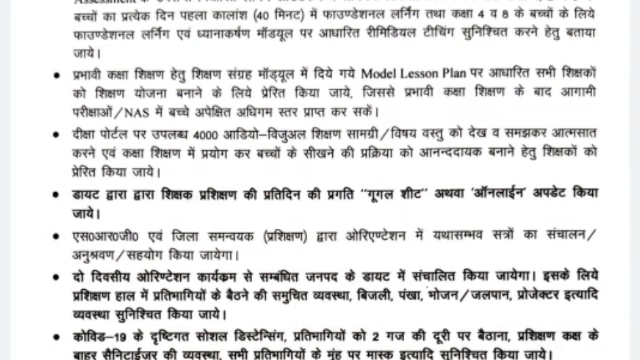 बच्चों का प्रत्येक दिन पहला कालांश (40 मिनट) में फाउण्डेशनल लर्निंग तथा कक्षा 4 व 8 के बच्चों के लिये
फाउण्डेशनल लर्निंग एवं ध्यानाकर्षण मॉडयूल पर आधारित रीमिडियल टीचिंग सुनिश्चित करने हेतु बताया
जाये।
• प्रभावी कक्षा शिक्षण हेतु शिक्षण संग्रह मॉड्यूल में दिये गये Model Lesson Plan पर आधारित सभी शिक्षकों
को शिक्षण योजना बनाने के लिये प्रेरित किया जाये, जिससे प्रभावी कक्षा शिक्षण के बाद आगामी
परीक्षाओं/NAS में बच्चे अपेक्षित अधिगम स्तर प्राप्त कर सकें।
• दीक्षा पोर्टल पर उपलब्ध 4000 आडियो–विजुअल शिक्षण सामग्री/विषय वस्तु को देख व समझकर आत्मसात
करने एवं कक्षा शिक्षण में प्रयोग कर बच्चों के सीखने की प्रक्रिया को आनन्ददायक बनाने हेतु शिक्षकों को
प्रेरित किया जाये।
• डायट द्वारा द्वारा शिक्षक प्रशिक्षण की प्रतिदिन की प्रगति "गूगल शीट" अथवा 'ऑनलाईन' अपडेट किया
जाये।
• एस0आर0जी0 एवं जिला समन्वयक (प्रशिक्षण) द्वारा ओरिएण्टेशन में यथासम्भव सत्रों का संचालन/
अनुश्रवण/सहयोग किया जायेगा।
• दो दिवसीय ओरिण्टेशन कार्यकम से सम्बंधित जनपद के डायट में संचालित किया जायेगा। इसके लिये
प्रशिक्षण हाल में प्रतिभागियों के बैठने की समुचित व्यवस्था, बिजली, पंखा, भोजन/जलपान, प्रोजेक्टर इत्यादि
व्यवस्था सुनिश्चित किया जाये।
• कोविड–19 के दृष्टिगत सोशल डिस्टेन्सिंग, प्रतिभागियों को 2 गज की दूरी पर बैठाना, प्रशिक्षण कक्ष के
बाहर सैनिटाईजर की व्यवस्था, सभी प्रतिभागियों के मुंह पर मास्क इत्यादि सुनिश्चित किया जाये।